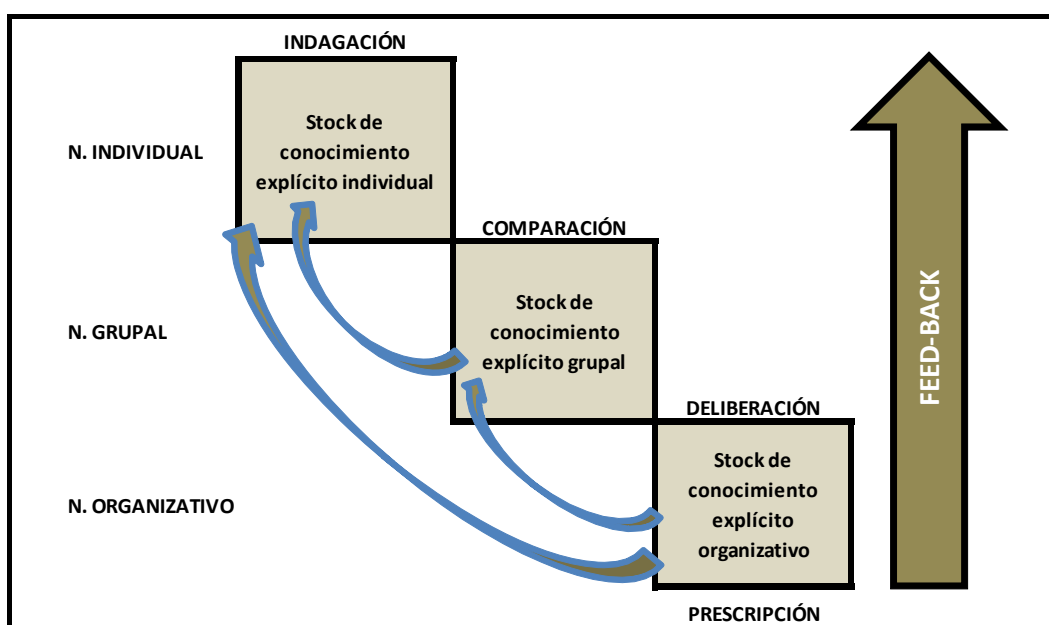 INDAGACIÓN
N. INDIVIDUAL
Stock de
conocimiento
explícito individual
COMPARACIÓN
N. GRUPAL
Stock de
conocimiento
explícito grupal
DELIBERACIÓN
N. ORGANIZATIVO
Stock de
conocimiento
explícito
organizativo
PRESCRIPCIÓN
FEED-BACK